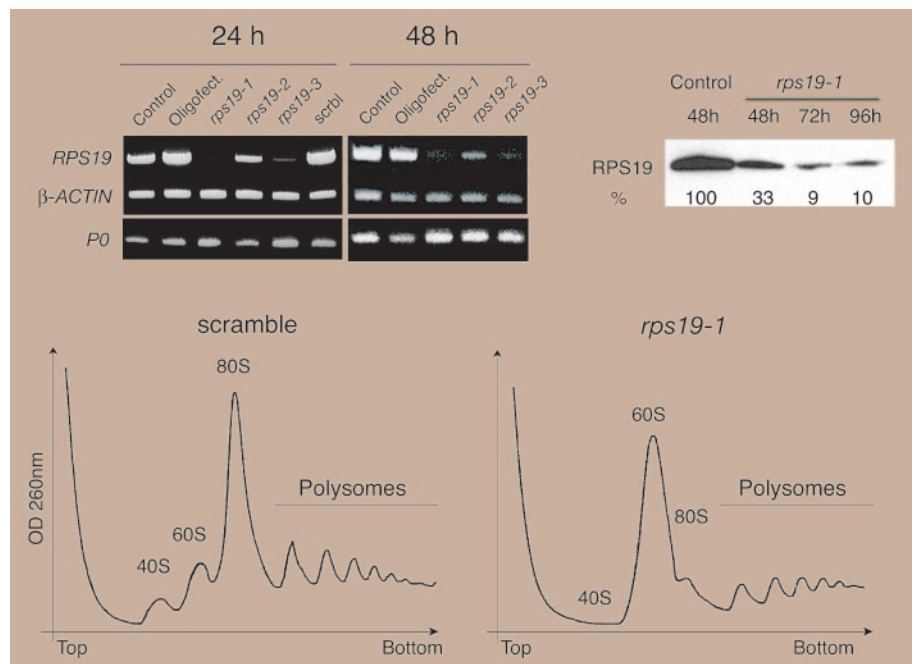 24 h
48 h
Control Oligofect. rps19-1 rps19-2 rps19-3 scrbl
Control Oligofect. rps19-1 rps19-2 rps19-3
RPS19
β-ACTIN
P0
Control rps19-1
48h 48h 72h 96h
RPS19
% 100 33 9 10
scramble
OD 260nm
40S
60S
80S
Polysomes
Top Bottom
rps19-1
40S
60S
80S
Polysomes
Top Bottom